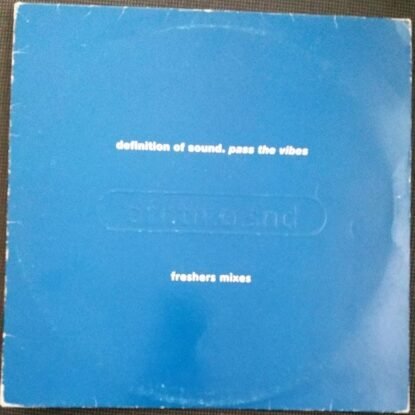 definition of sound. pass the vibes
freshers mixes